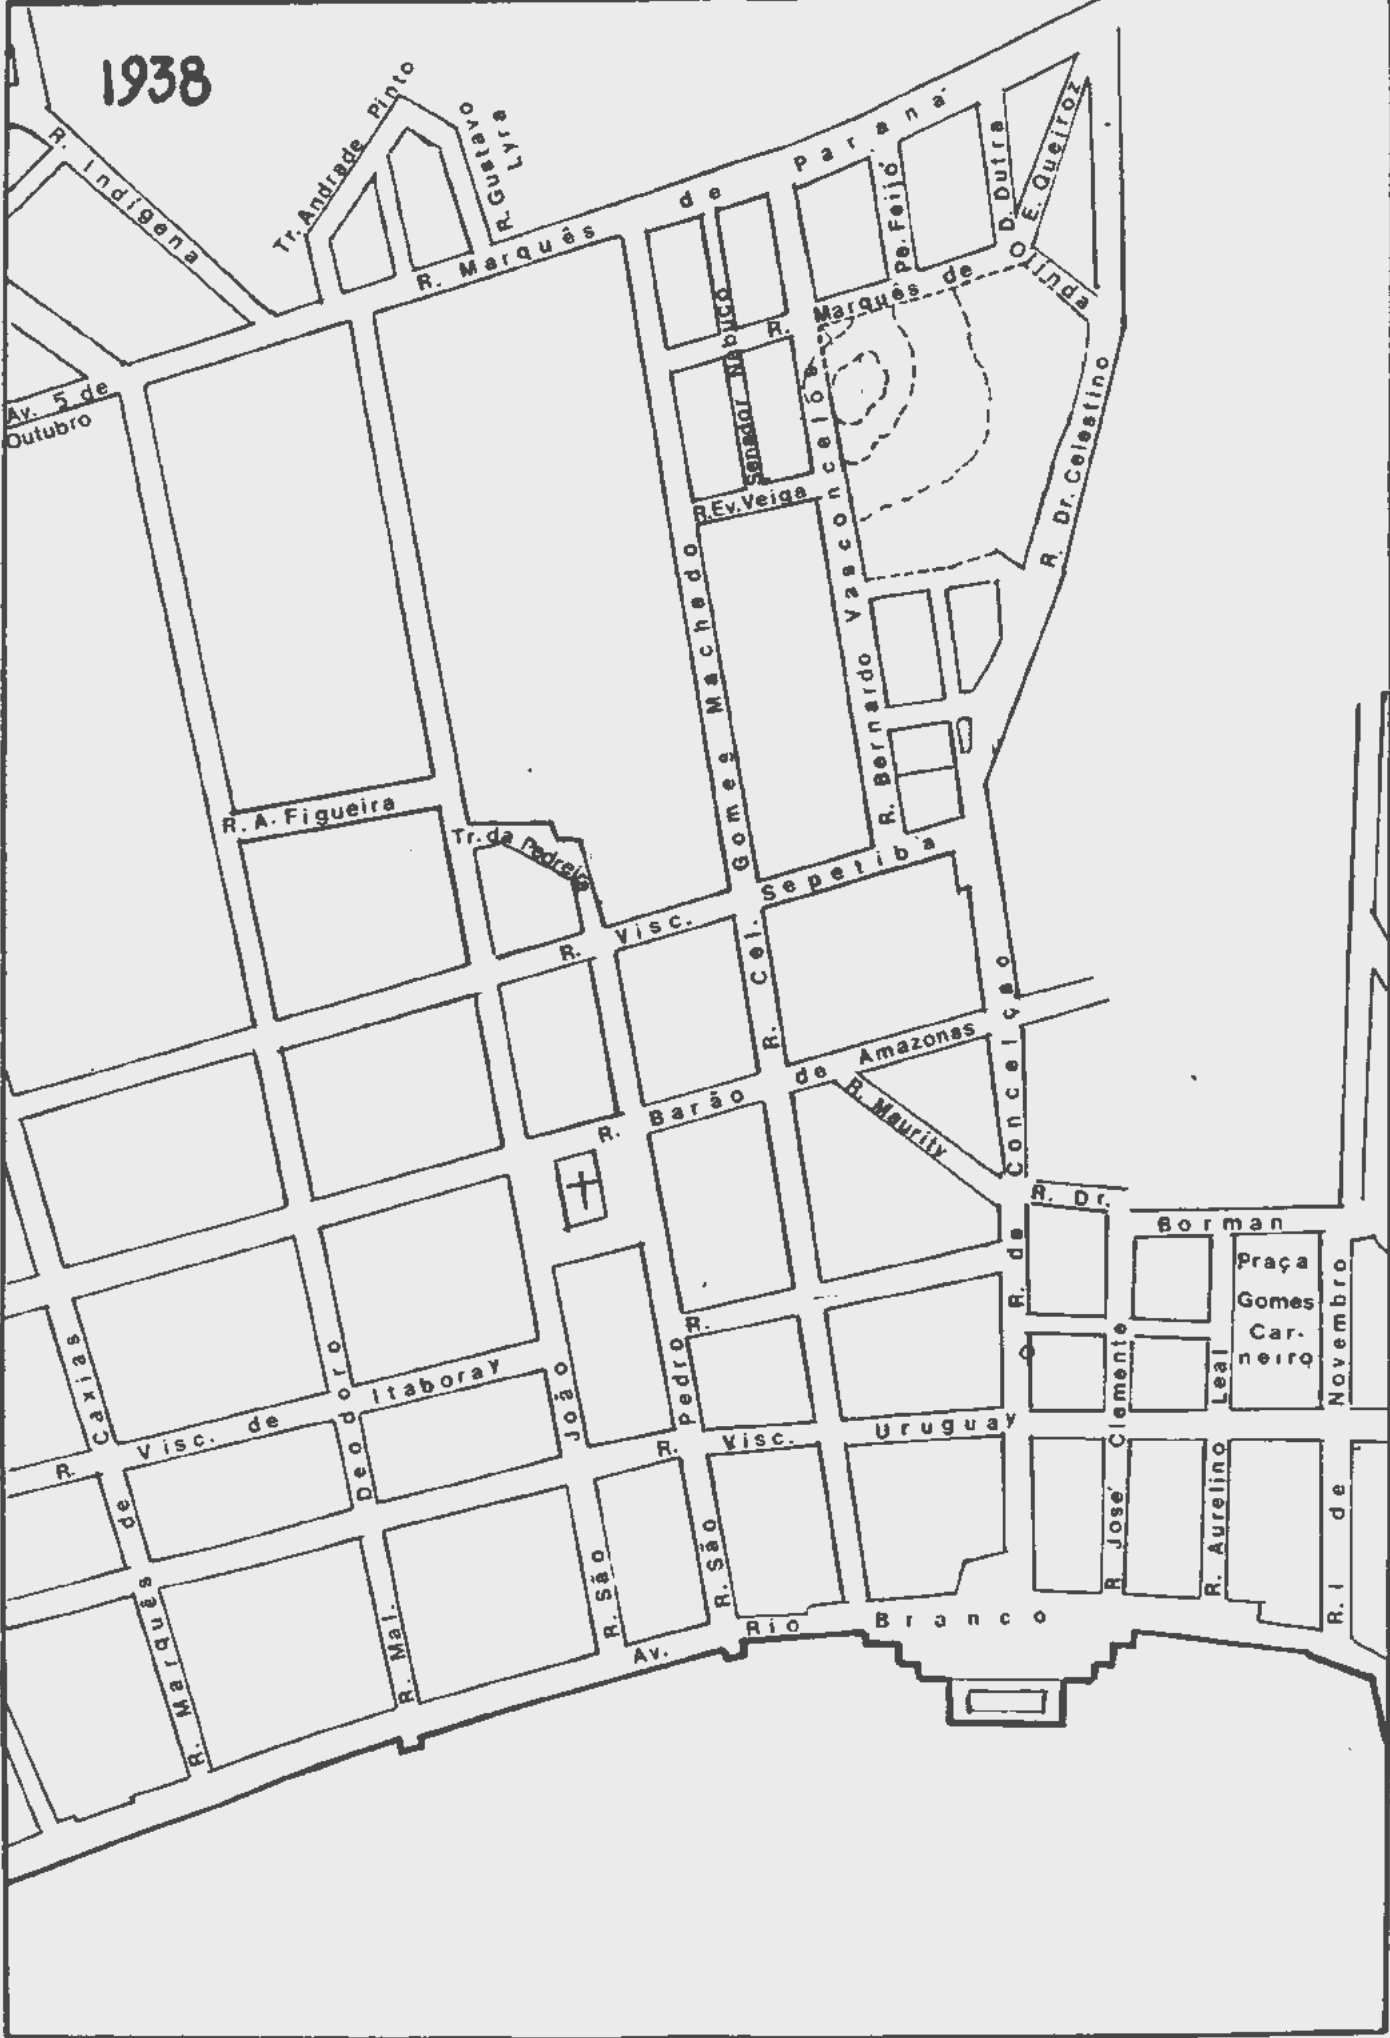 1938
R. Indígena
Tr. Andrade Pinto
R. Gustavo
Lyra
R. Marquês de Paraná
Pe. Feijó
D. Dutra
E. Queiroz
Av. 5 de
Outubro
Senador Nabuco
R. Marquês de Olinda
R. Ev. Veiga
R. Dr. Celestino
R. Bernardo Vasconcelos
R. Cel. Gomes Machado
R. A. Figueira
Tr. da Pedreira
R. Visc. Sepetiba
R. Barão de Amazonas
R. Maurity
R. de Conceição
R. Dr. Borman
Praça
Gomes
Car-
neiro
R. I de Novembro
R. José Clemente
R. Aurelino Leal
R. Visc. de Itaboray
R.
R. Visc. Uruguay
R. Marquês de Caxias
R. Mal. Deodoro
R. São João
R. São Pedro
Av. Rio Branco